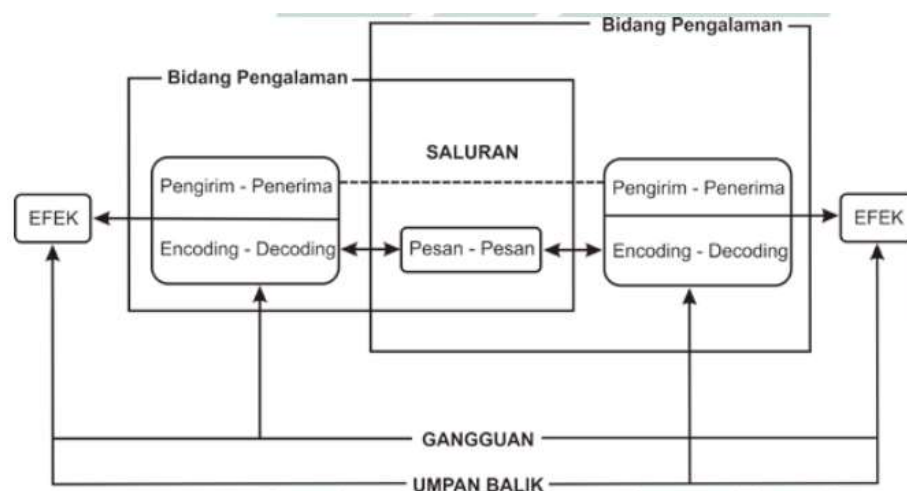 Bidang Pengalaman
Bidang Pengalaman
SALURAN
Pengirim - Penerima
Pengirim - Penerima
EFEK
EFEK
Encoding - Decoding
Pesan - Pesan
Encoding - Decoding
GANGGUAN
UMPAN BALIK